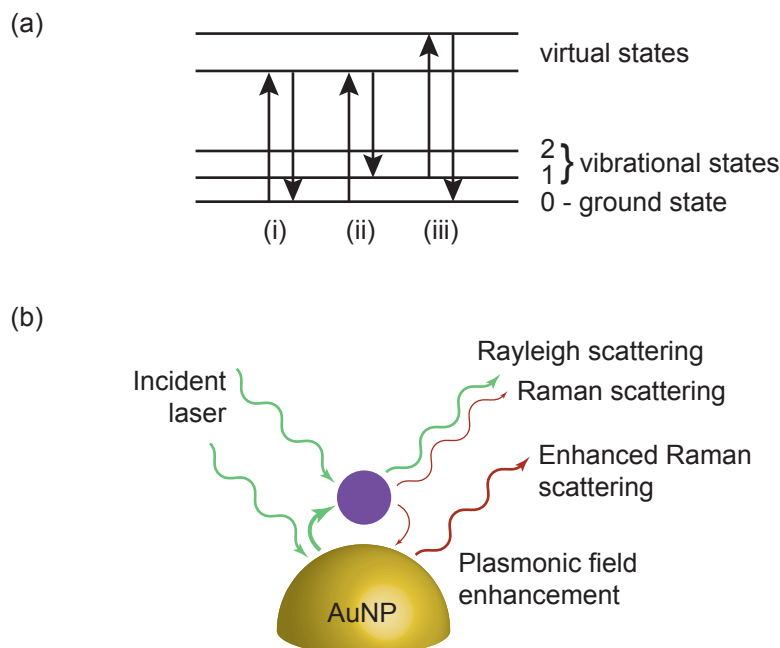 (a)
virtual states
2
1
} vibrational states
0 - ground state
(i) (ii) (iii)
(b)
Incident
laser
Rayleigh scattering
Raman scattering
Enhanced Raman
scattering
Plasmonic field
enhancement
AuNP